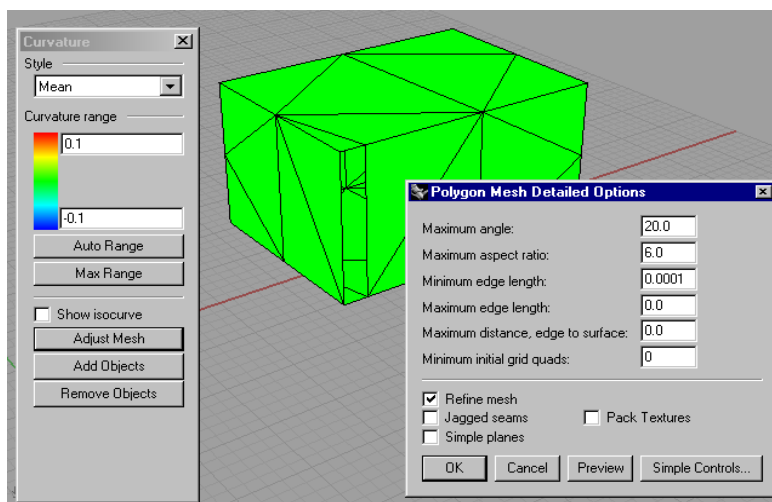 Curvature
Style
Mean
Curvature range
0.1
-0.1
Auto Range
Max Range
Show isocurve
Adjust Mesh
Add Objects
Remove Objects
Polygon Mesh Detailed Options
Maximum angle: 20.0
Maximum aspect ratio: 6.0
Minimum edge length: 0.0001
Maximum edge length: 0.0
Maximum distance, edge to surface: 0.0
Minimum initial grid quads: 0
Refine mesh
Jagged seams Pack Textures
Simple planes
OK Cancel Preview Simple Controls...